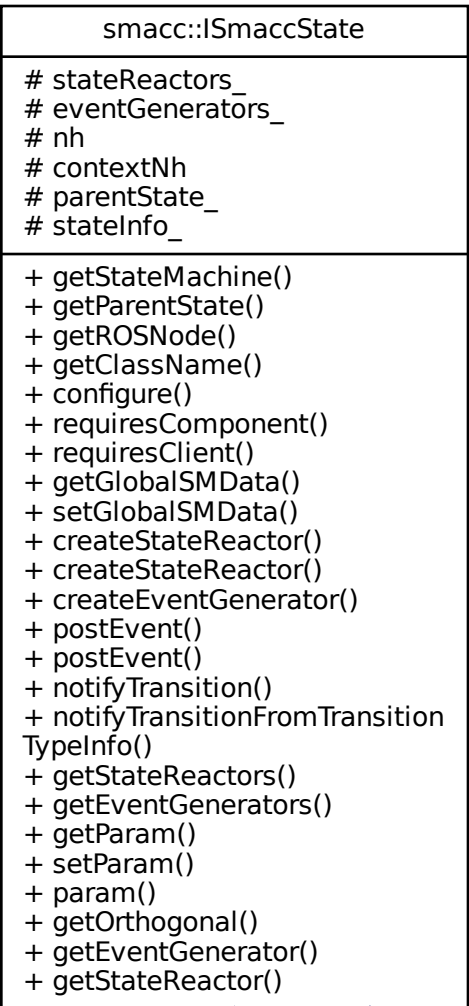 smacc::ISmaccState
# stateReactors_
# eventGenerators_
# nh
# contextNh
# parentState_
# stateInfo_
+ getStateMachine()
+ getParentState()
+ getROSNode()
+ getClassName()
+ configure()
+ requiresComponent()
+ requiresClient()
+ getGlobalSMData()
+ setGlobalSMData()
+ createStateReactor()
+ createStateReactor()
+ createEventGenerator()
+ postEvent()
+ postEvent()
+ notifyTransition()
+ notifyTransitionFromTransition
TypeInfo()
+ getStateReactors()
+ getEventGenerators()
+ getParam()
+ setParam()
+ param()
+ getOrthogonal()
+ getEventGenerator()
+ getStateReactor()